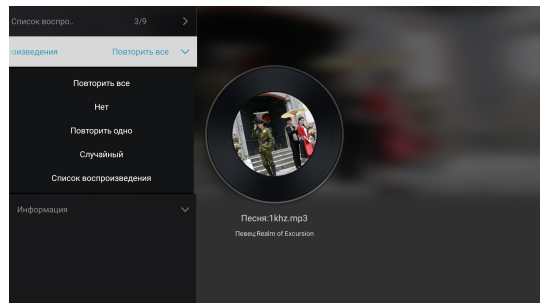 Список воспро.. 3/9
оизведения Повторить все
Повторить все
Нет
Повторить одно
Случайный
Список воспроизведения
Информация
Песня:1khz.mp3
Певец:Realm of Excursion